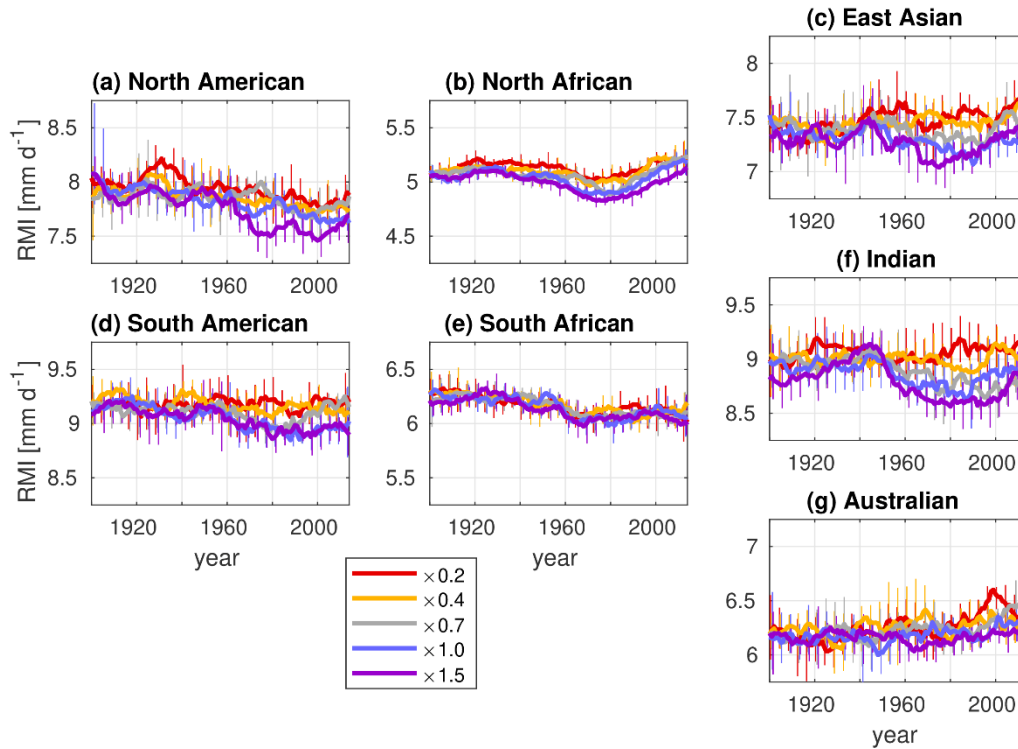 (a) North American
8.5
8
7.5
RMI [mm d⁻¹]
1920 1960 2000
(b) North African
5.5
5
4.5
1920 1960 2000
(c) East Asian
8
7.5
7
1920 1960 2000
(d) South American
9.5
9
8.5
RMI [mm d⁻¹]
1920 1960 2000
year
(e) South African
6.5
6
5.5
1920 1960 2000
year
(f) Indian
9.5
9
8.5
1920 1960 2000
(g) Australian
7
6.5
6
1920 1960 2000
year
×0.2
×0.4
×0.7
×1.0
×1.5